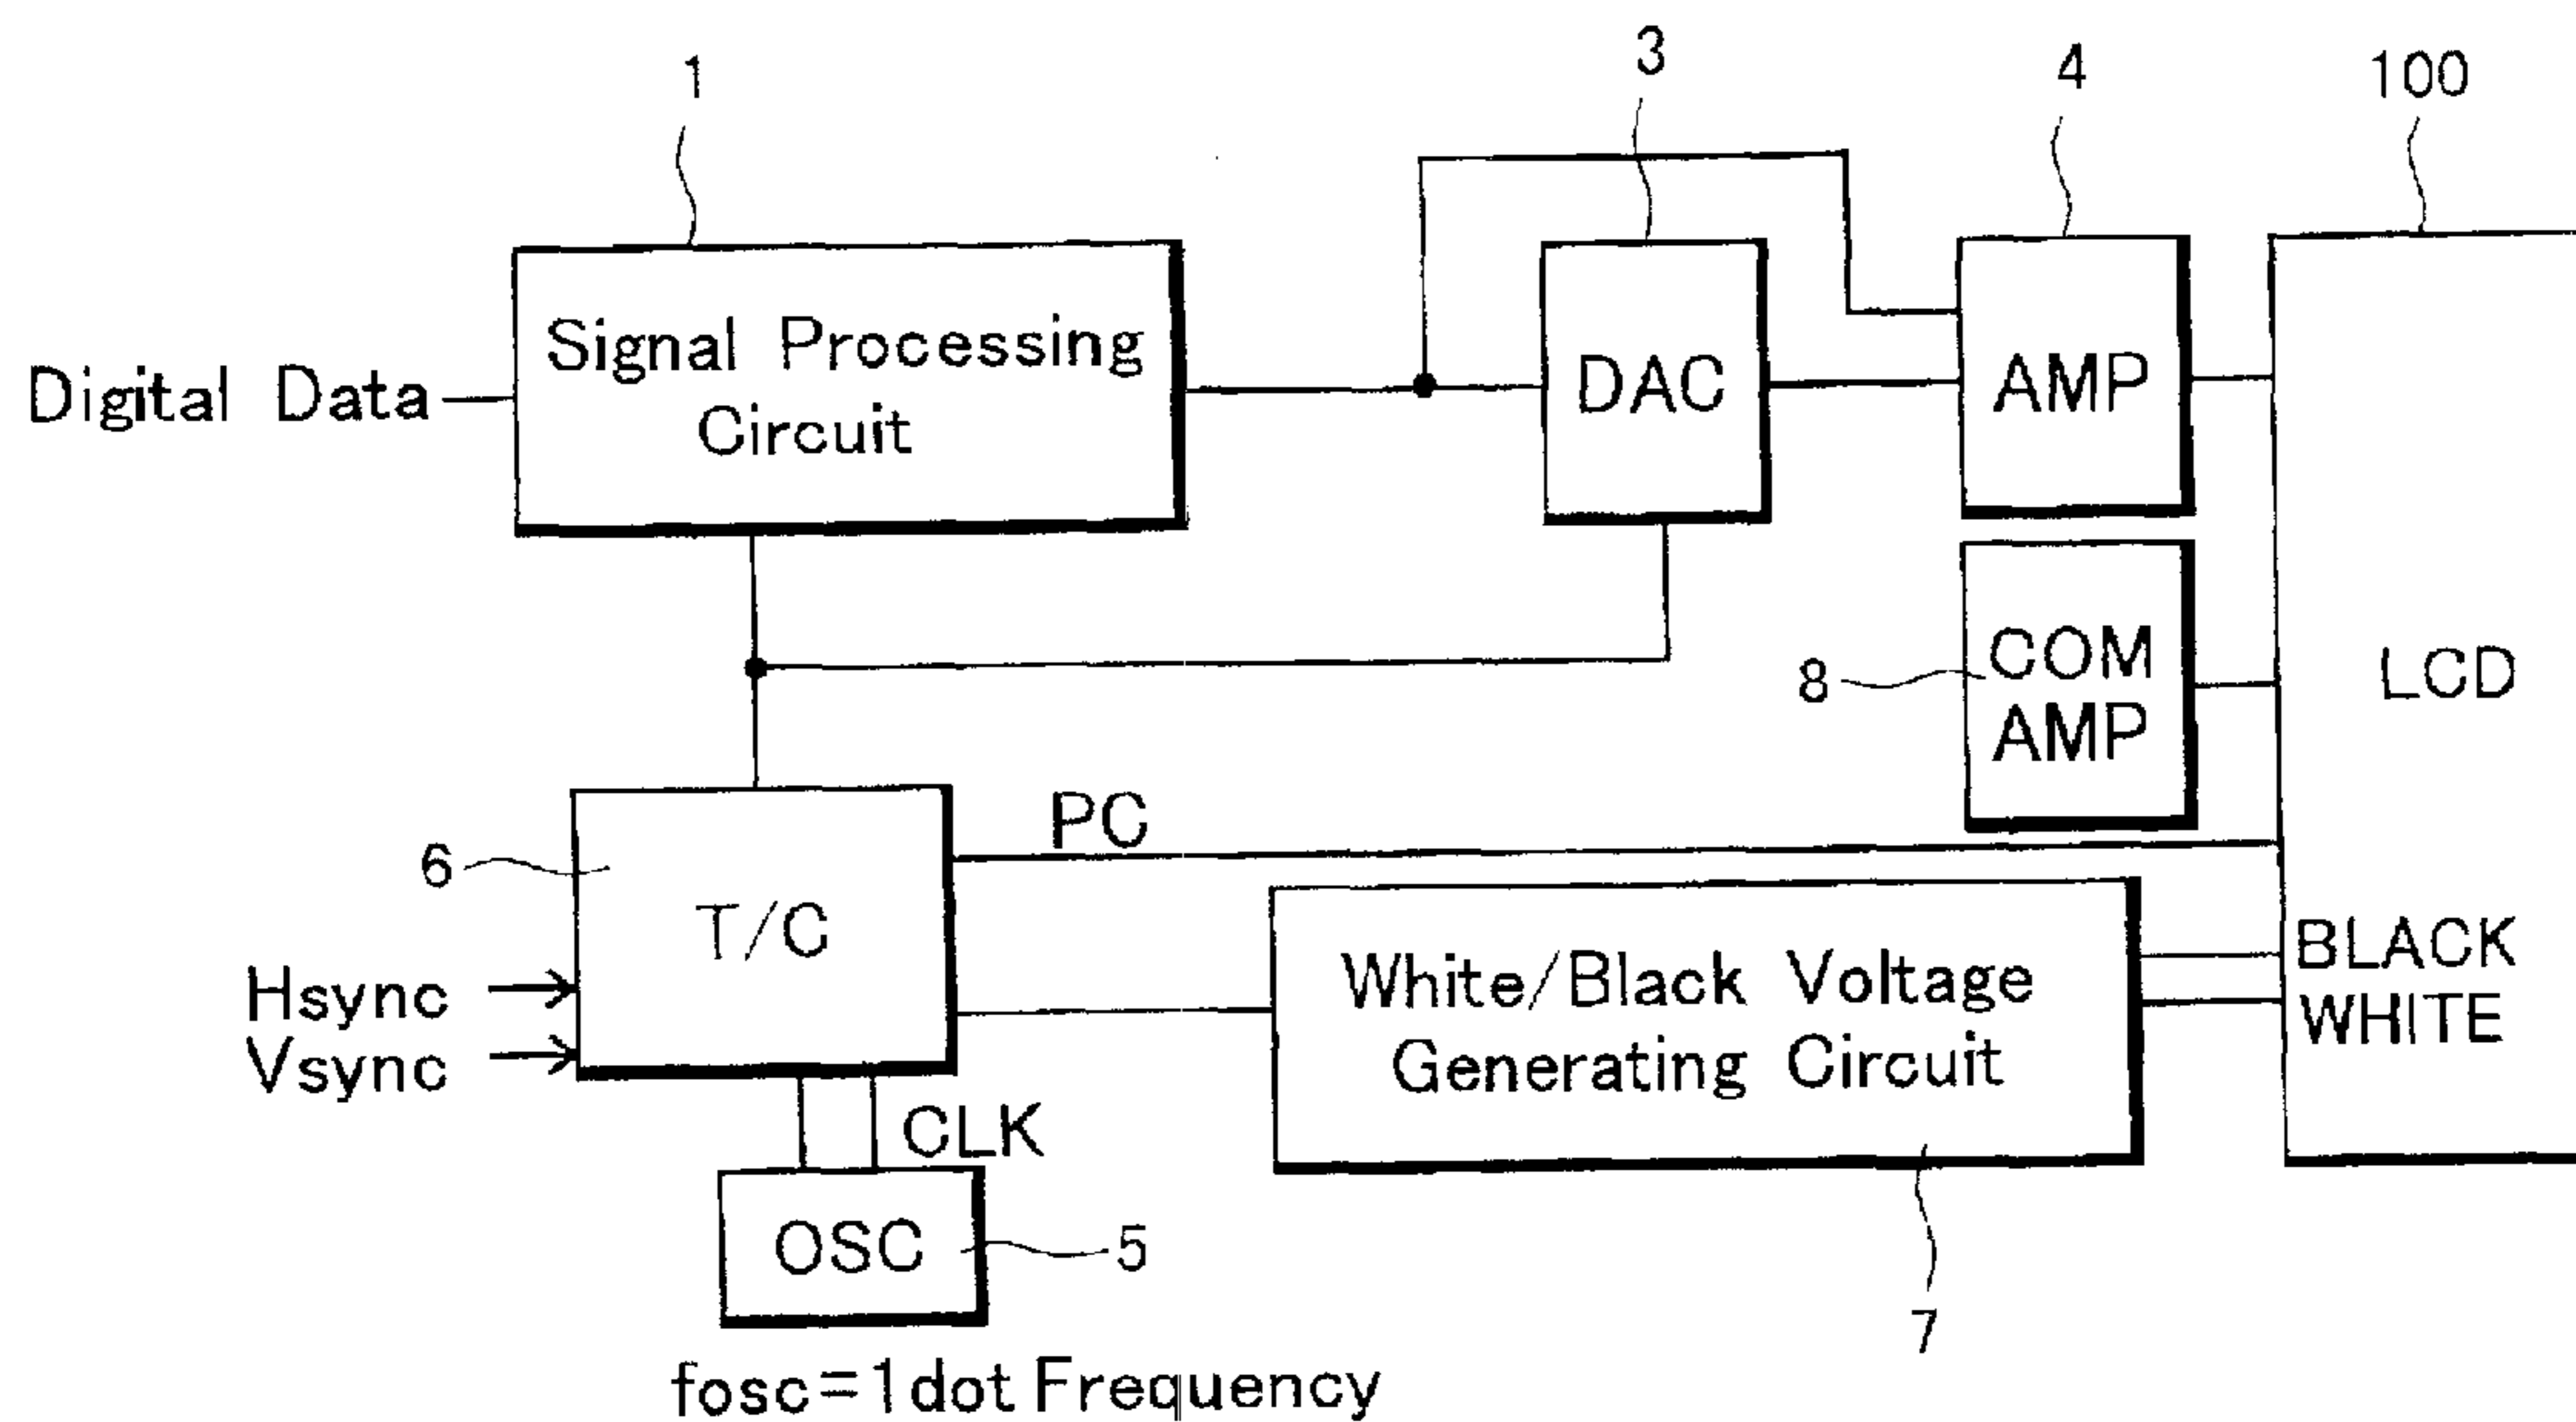 1
3
4
100
Signal Processing
Circuit
Digital Data
DAC
AMP
8
COM
AMP
LCD
PC
6
T/C
Hsync
Vsync
White/Black Voltage
Generating Circuit
BLACK
WHITE
CLK
OSC
5
7
fosc=1dot Frequency